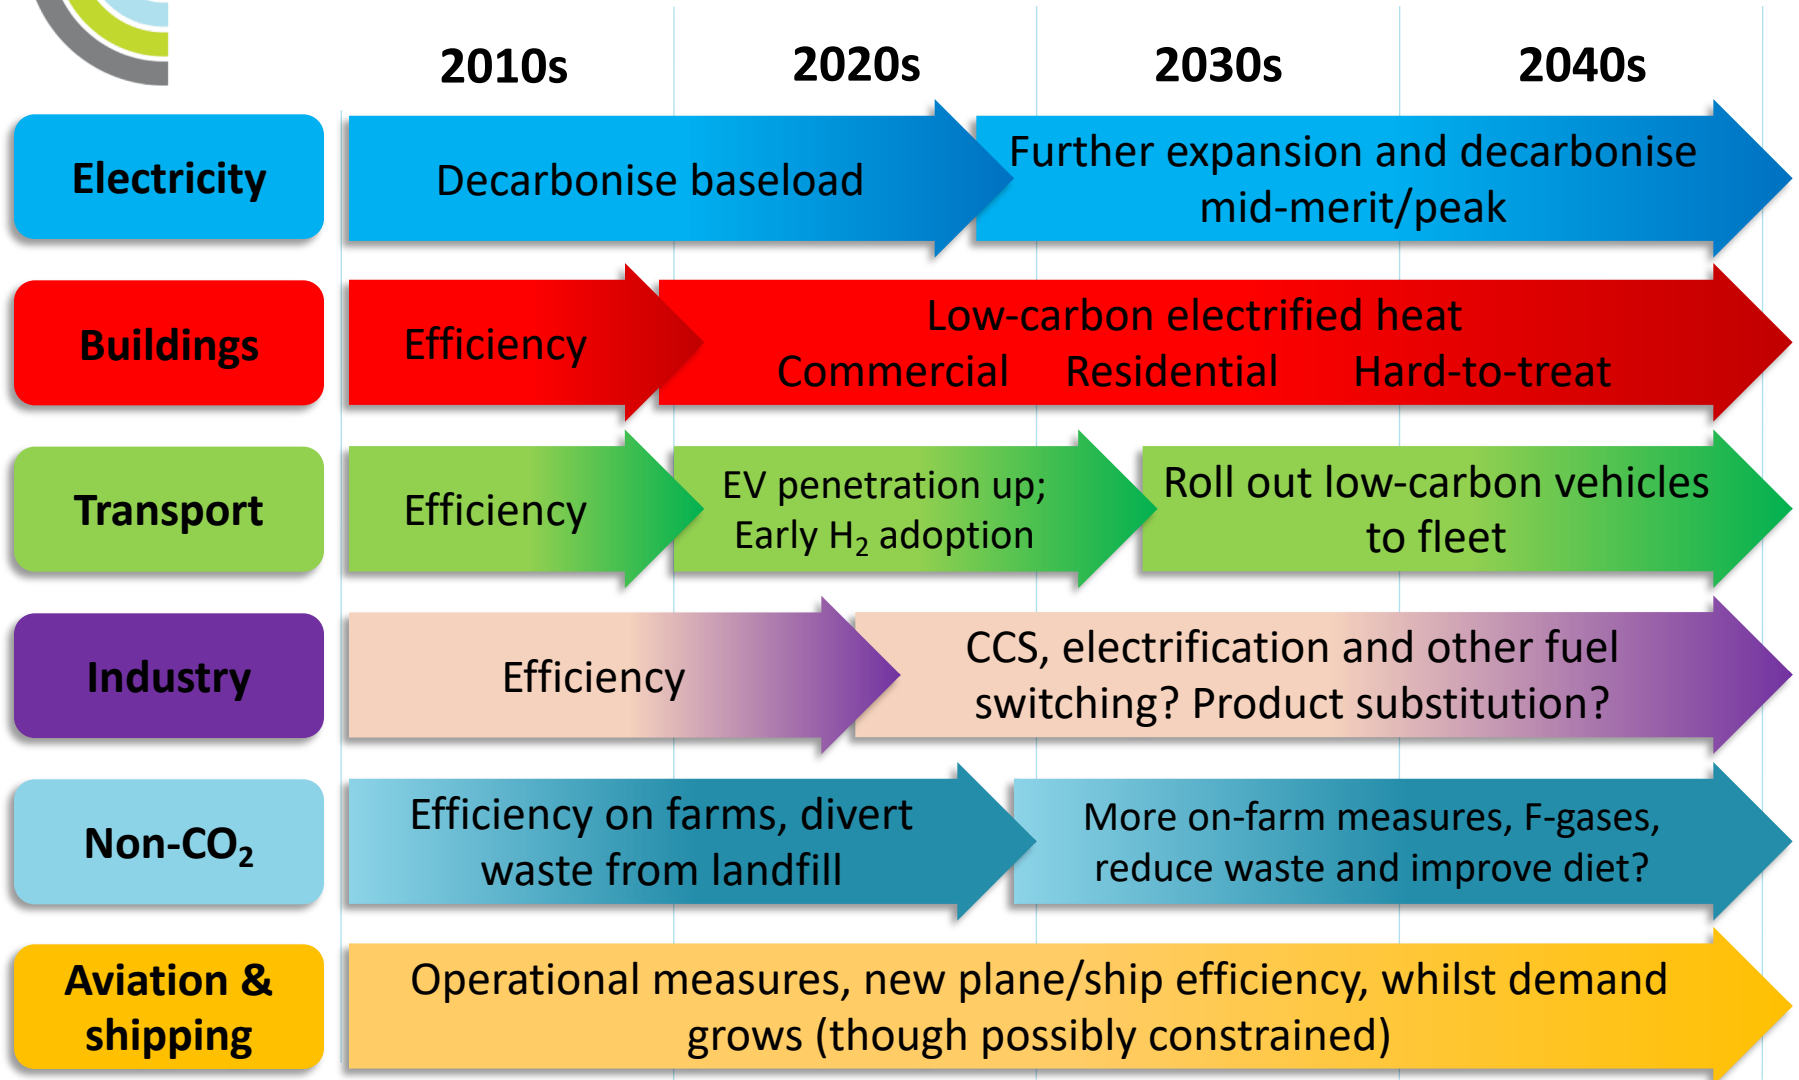 2010s 2020s 2030s 2040s
Electricity
Decarbonise baseload
Further expansion and decarbonise
mid-merit/peak
Buildings
Efficiency
Low-carbon electrified heat
Commercial Residential Hard-to-treat
Transport
Efficiency
EV penetration up;
Early H₂ adoption
Roll out low-carbon vehicles
to fleet
Industry
Efficiency
CCS, electrification and other fuel
switching? Product substitution?
Non-CO₂
Efficiency on farms, divert
waste from landfill
More on-farm measures, F-gases,
reduce waste and improve diet?
Aviation &
shipping
Operational measures, new plane/ship efficiency, whilst demand
grows (though possibly constrained)